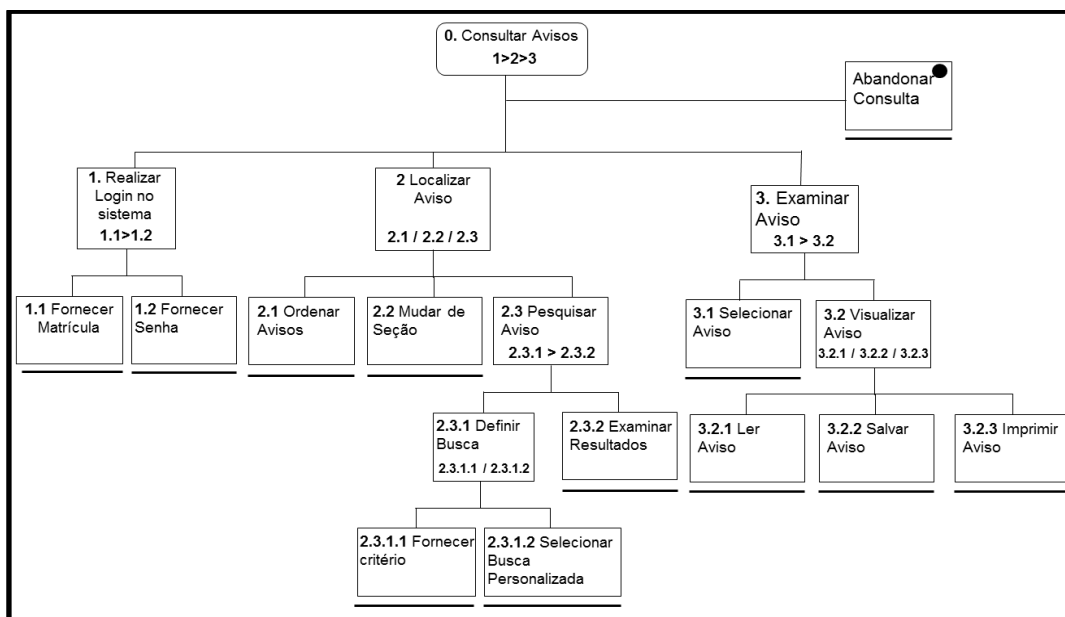 0. Consultar Avisos
1>2>3
Abandonar
Consulta
1. Realizar
Login no
sistema
1.1>1.2
2 Localizar
Aviso
2.1 / 2.2 / 2.3
3. Examinar
Aviso
3.1 > 3.2
1.1 Fornecer
Matrícula
1.2 Fornecer
Senha
2.1 Ordenar
Avisos
2.2 Mudar de
Seção
2.3 Pesquisar
Aviso
2.3.1 > 2.3.2
3.1 Selecionar
Aviso
3.2 Visualizar
Aviso
3.2.1 / 3.2.2 / 3.2.3
2.3.1 Definir
Busca
2.3.1.1 / 2.3.1.2
2.3.2 Examinar
Resultados
3.2.1 Ler
Aviso
3.2.2 Salvar
Aviso
3.2.3 Imprimir
Aviso
2.3.1.1 Fornecer
critério
2.3.1.2 Selecionar
Busca
Personalizada